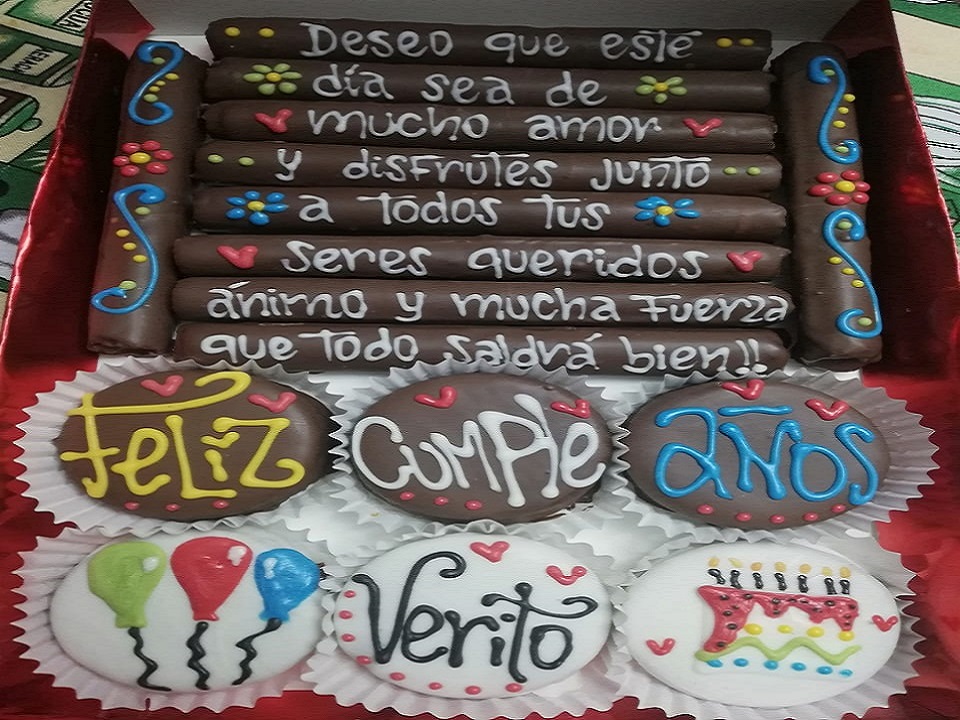 Deseo que esté
día sea de
mucho amor
y disfrutes junto
a todos tus
seres queridos
ánimo y mucha fuerza
que todo saldrá bien!!
Feliz
Cumple
años
Verito